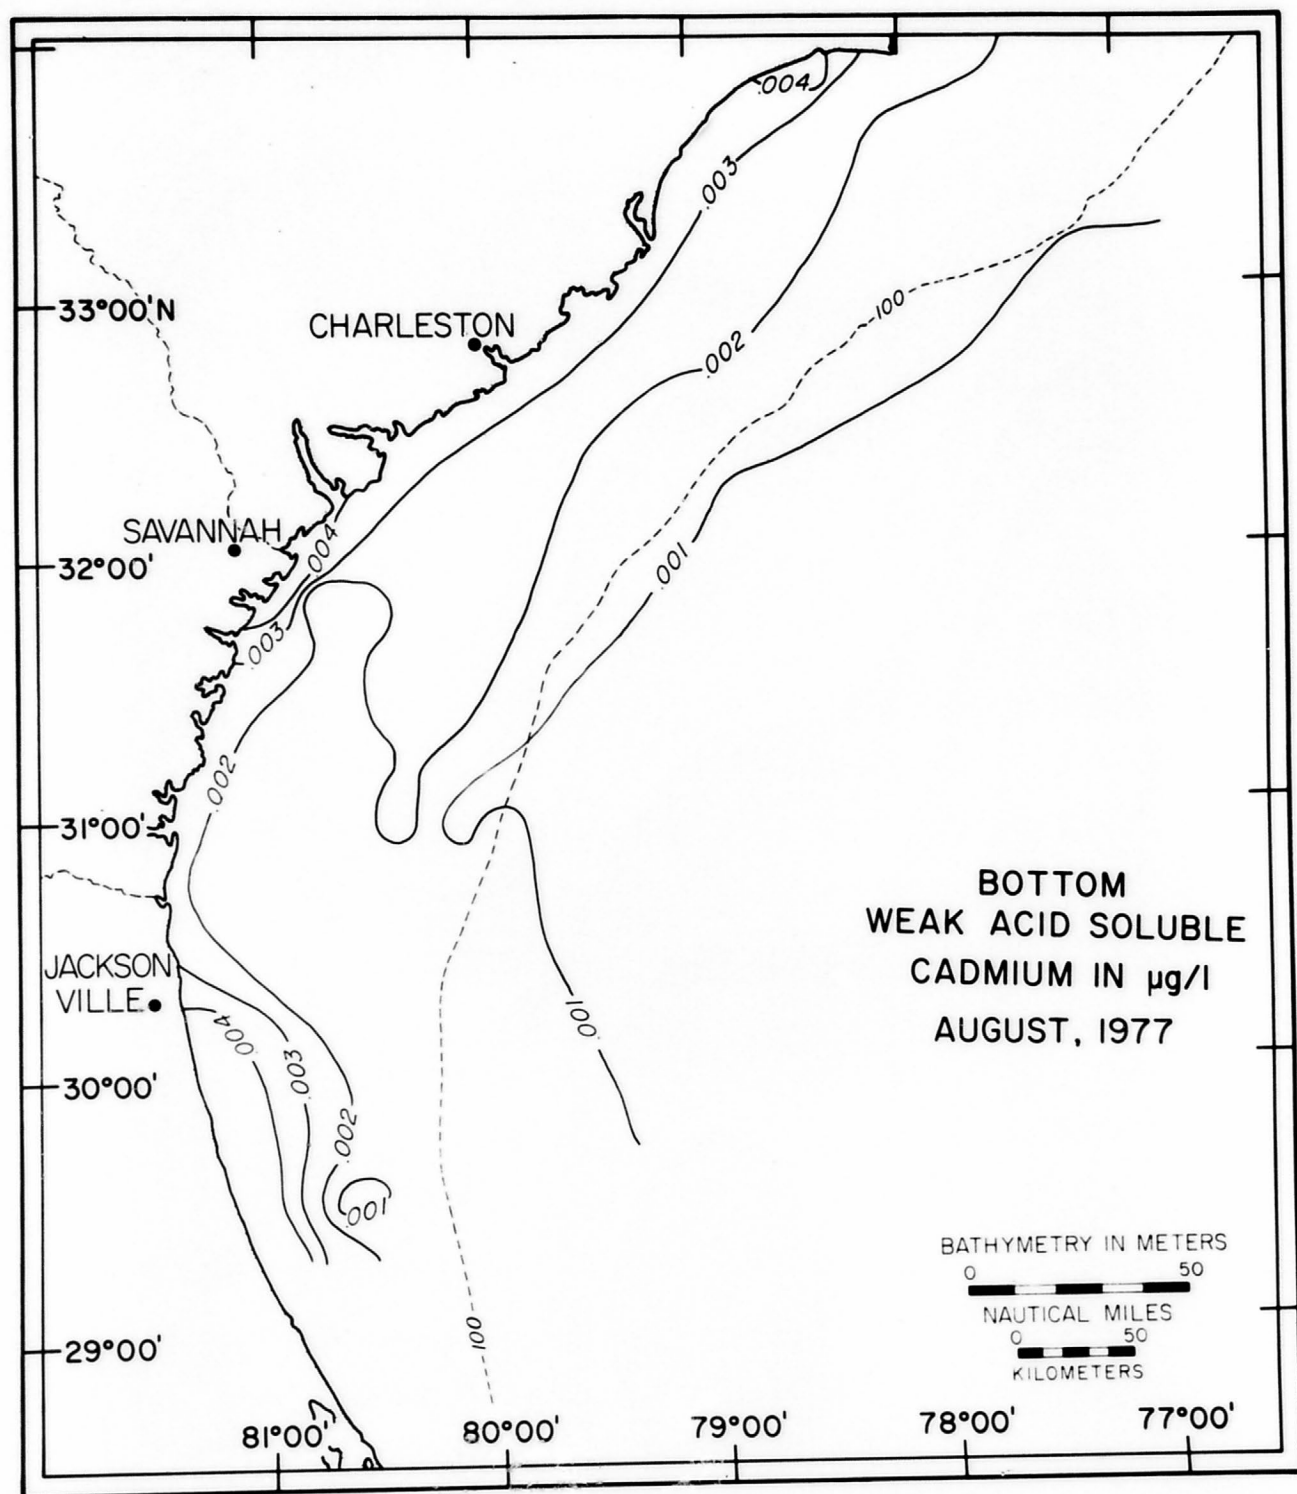 .004
.003
33°00'N
100
CHARLESTON
.002
SAVANNAH
.004
.001
32°00'
.003
.002
31°00'
BOTTOM
WEAK ACID SOLUBLE
CADMIUM IN µg/l
AUGUST, 1977
JACKSON
VILLE
.004
.001
.003
30°00'
.002
.001
BATHYMETRY IN METERS
0 50
NAUTICAL MILES
0 50
KILOMETERS
100
29°00'
81°00' 80°00' 79°00' 78°00' 77°00'